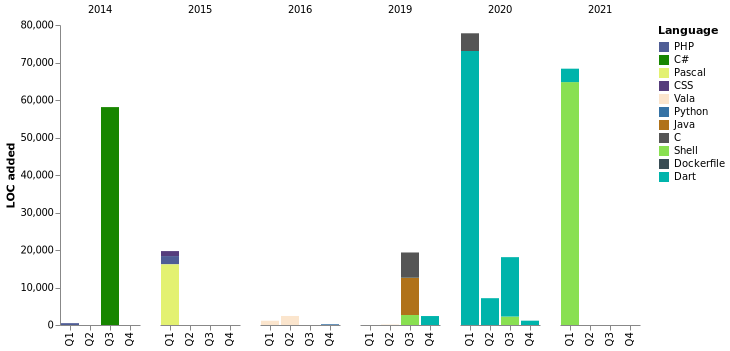 2014 2015 2016 2019 2020 2021
Language
PHP
C#
Pascal
CSS
Vala
Python
Java
C
Shell
Dockerfile
Dart
LOC added
80,000
70,000
60,000
50,000
40,000
30,000
20,000
10,000
0
Q1 Q2 Q3 Q4 Q1 Q2 Q3 Q4 Q1 Q2 Q3 Q4 Q1 Q2 Q3 Q4 Q1 Q2 Q3 Q4 Q1 Q2 Q3 Q4